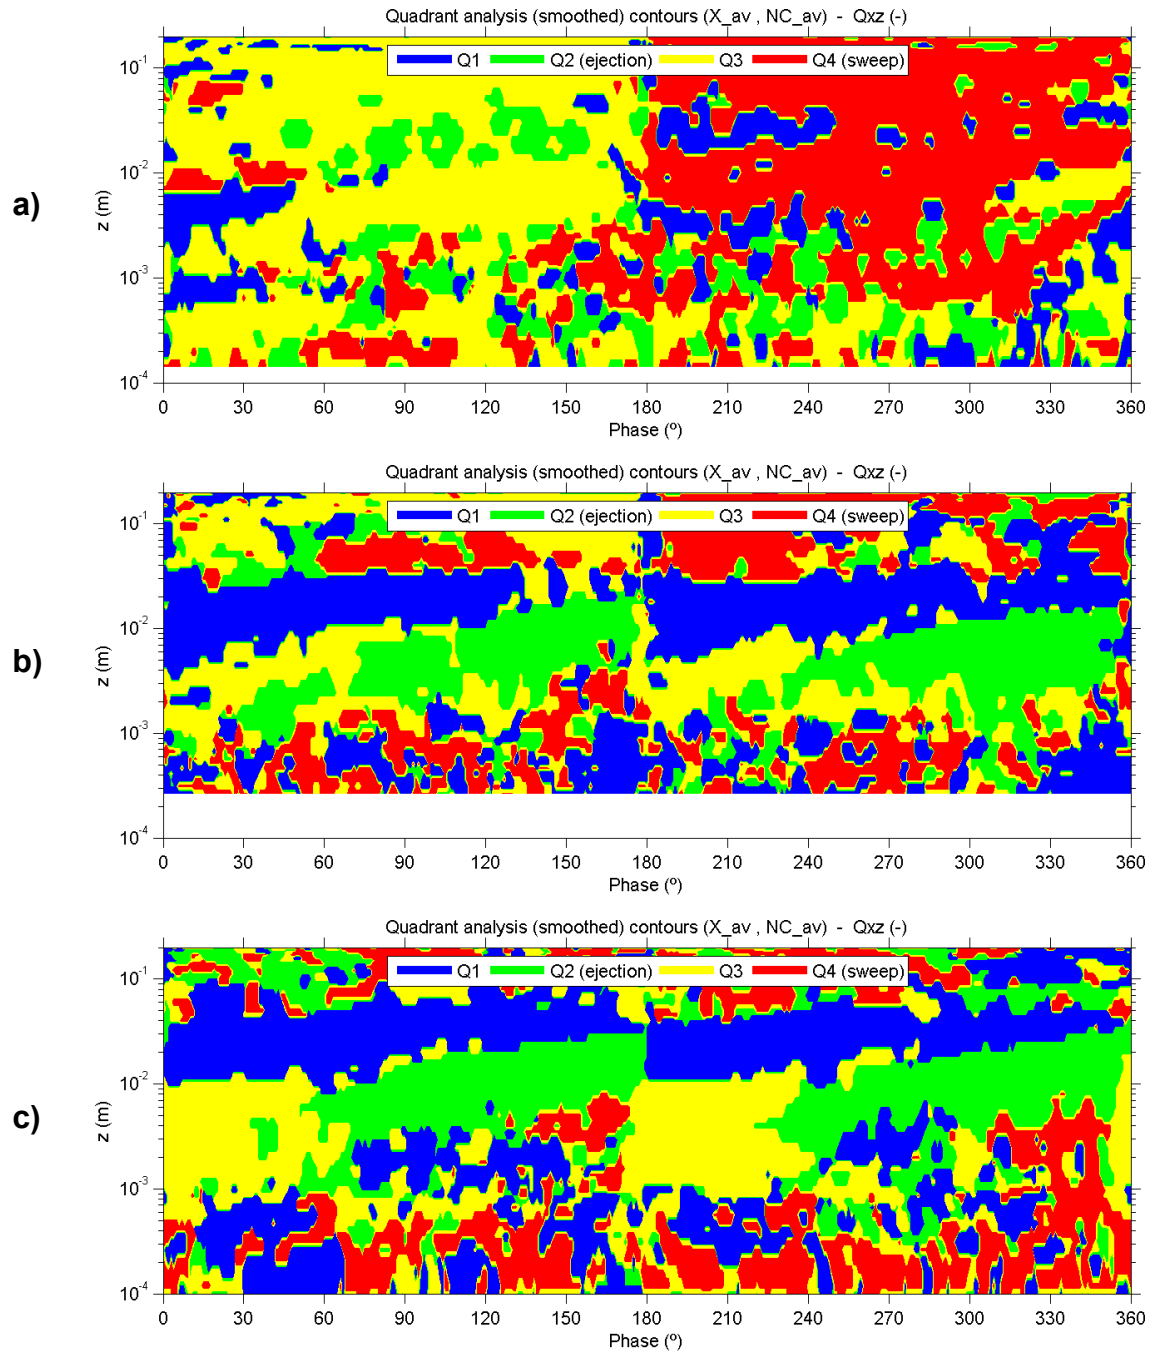 Quadrant analysis (smoothed) contours (X_av , NC_av) - Qxz (-)
Q1 Q2 (ejection) Q3 Q4 (sweep)
10^-1
10^-2
a)
z (m)
10^-3
10^-4
0 30 60 90 120 150 180 210 240 270 300 330 360
Phase (º)
Quadrant analysis (smoothed) contours (X_av , NC_av) - Qxz (-)
Q1 Q2 (ejection) Q3 Q4 (sweep)
10^-1
10^-2
b)
z (m)
10^-3
10^-4
0 30 60 90 120 150 180 210 240 270 300 330 360
Phase (º)
Quadrant analysis (smoothed) contours (X_av , NC_av) - Qxz (-)
Q1 Q2 (ejection) Q3 Q4 (sweep)
10^-1
10^-2
c)
z (m)
10^-3
10^-4
0 30 60 90 120 150 180 210 240 270 300 330 360
Phase (º)